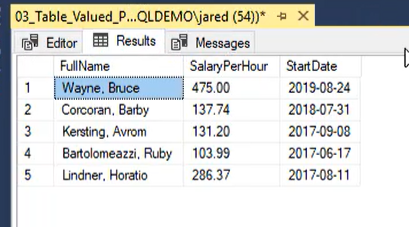 03_Table_Valued_P...QLDEMO\jared (54))*
Editor Results Messages
FullName SalaryPerHour StartDate
1 Wayne, Bruce 475.00 2019-08-24
2 Corcoran, Barby 137.74 2018-07-31
3 Kersting, Avrom 131.20 2017-09-08
4 Bartolomeazzi, Ruby 103.99 2017-06-17
5 Lindner, Horatio 286.37 2017-08-11